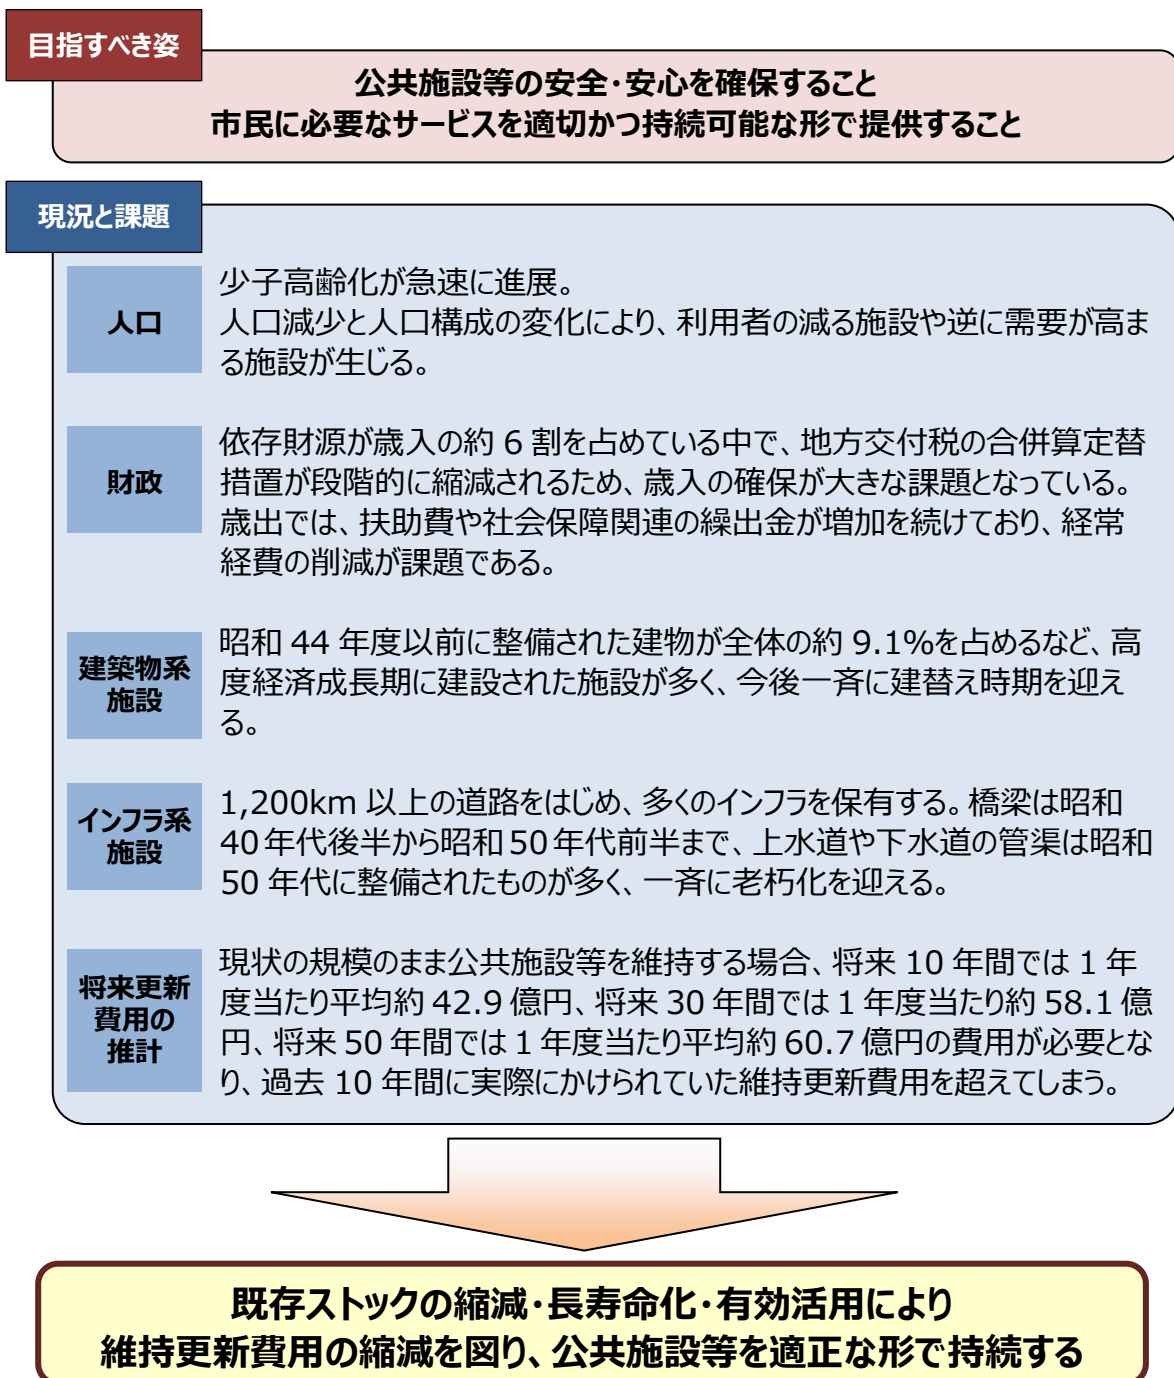 目指すべき姿
公共施設等の安全・安心を確保すること
市民に必要なサービスを適切かつ持続可能な形で提供すること
現況と課題
人口
少子高齢化が急速に進展。
人口減少と人口構成の変化により、利用者の減る施設や逆に需要が高ま
る施設が生じる。
財政
依存財源が歳入の約 6 割を占めている中で、地方交付税の合併算定替
措置が段階的に縮減されるため、歳入の確保が大きな課題となっている。
歳出では、扶助費や社会保障関連の繰出金が増加を続けており、経常
経費の削減が課題である。
建築物系
施設
昭和 44 年度以前に整備された建物が全体の約 9.1%を占めるなど、高
度経済成長期に建設された施設が多く、今後一斉に建替え時期を迎え
る。
インフラ系
施設
1,200km 以上の道路をはじめ、多くのインフラを保有する。橋梁は昭和
40 年代後半から昭和 50 年代前半まで、上水道や下水道の管渠は昭和
50 年代に整備されたものが多く、一斉に老朽化を迎える。
将来更新
費用の
推計
現状の規模のまま公共施設等を維持する場合、将来 10 年間では 1 年
度当たり平均約 42.9 億円、将来 30 年間では 1 年度当たり約 58.1 億
円、将来 50 年間では 1 年度当たり平均約 60.7 億円の費用が必要とな
り、過去 10 年間に実際にかけられていた維持更新費用を超えてしまう。
既存ストックの縮減・長寿命化・有効活用により
維持更新費用の縮減を図り、公共施設等を適正な形で持続する